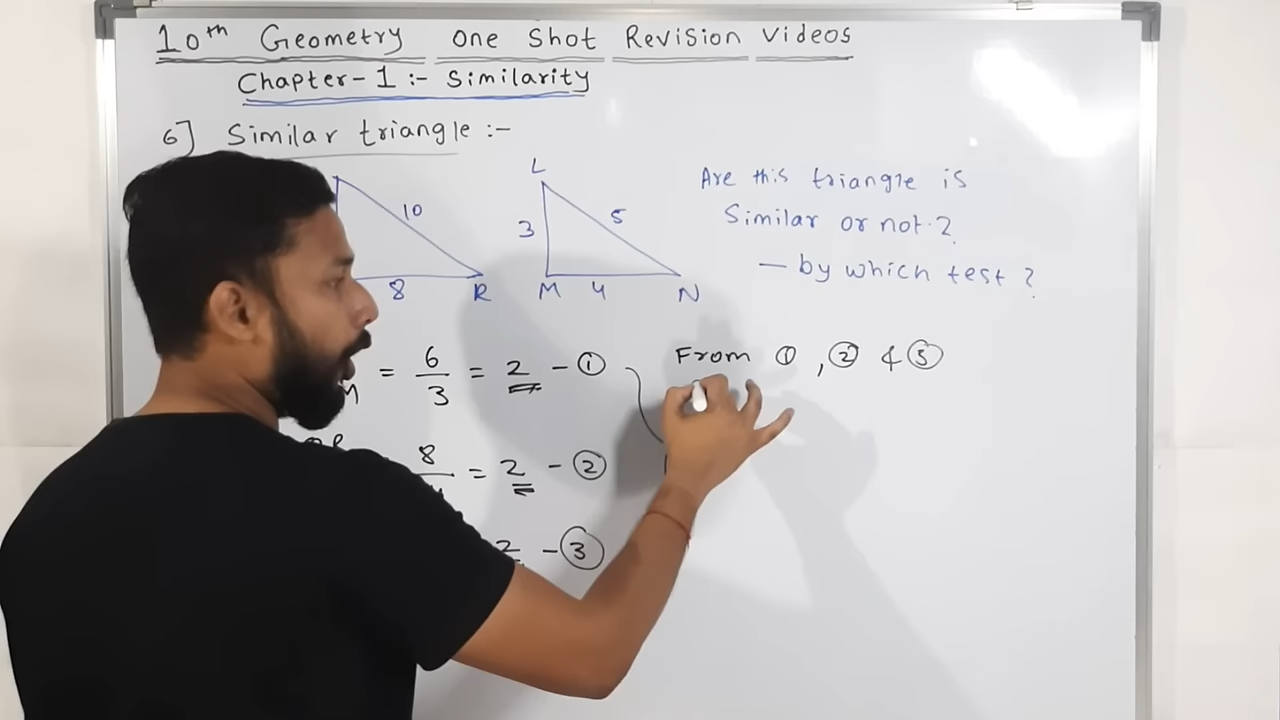 10th Geometry one Shot Revision Videos
Chapter-1 :- Similarity
6] Similar triangle :-
10
8 R
L
3 5
M 4 N
Are this triangle is
Similar or not ?
— by which test ?
M = 6/3 = 2 - ①
8 = 2 - ②
2 - ③
From ① , ② & ③